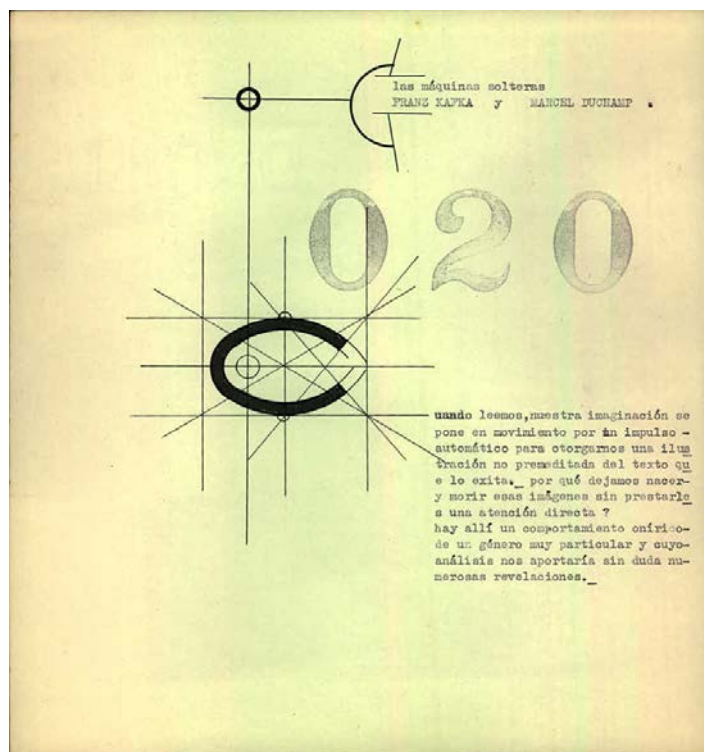 las máquinas solteras
FRANZ KAFKA y MARCEL DUCHAMP .
020
C
uando leemos,nuestra imaginación se
pone en movimiento por un impulso -
automático para otorgarnos una ilus
tración no premeditada del texto qu
e lo exita._ por qué dejamos nacer-
y morir esas imágenes sin prestarle
s una atención directa ?
hay allí un comportamiento onírico-
de un género muy particular y cuyo-
análisis nos aportaría sin duda nu-
merosas revelaciones._